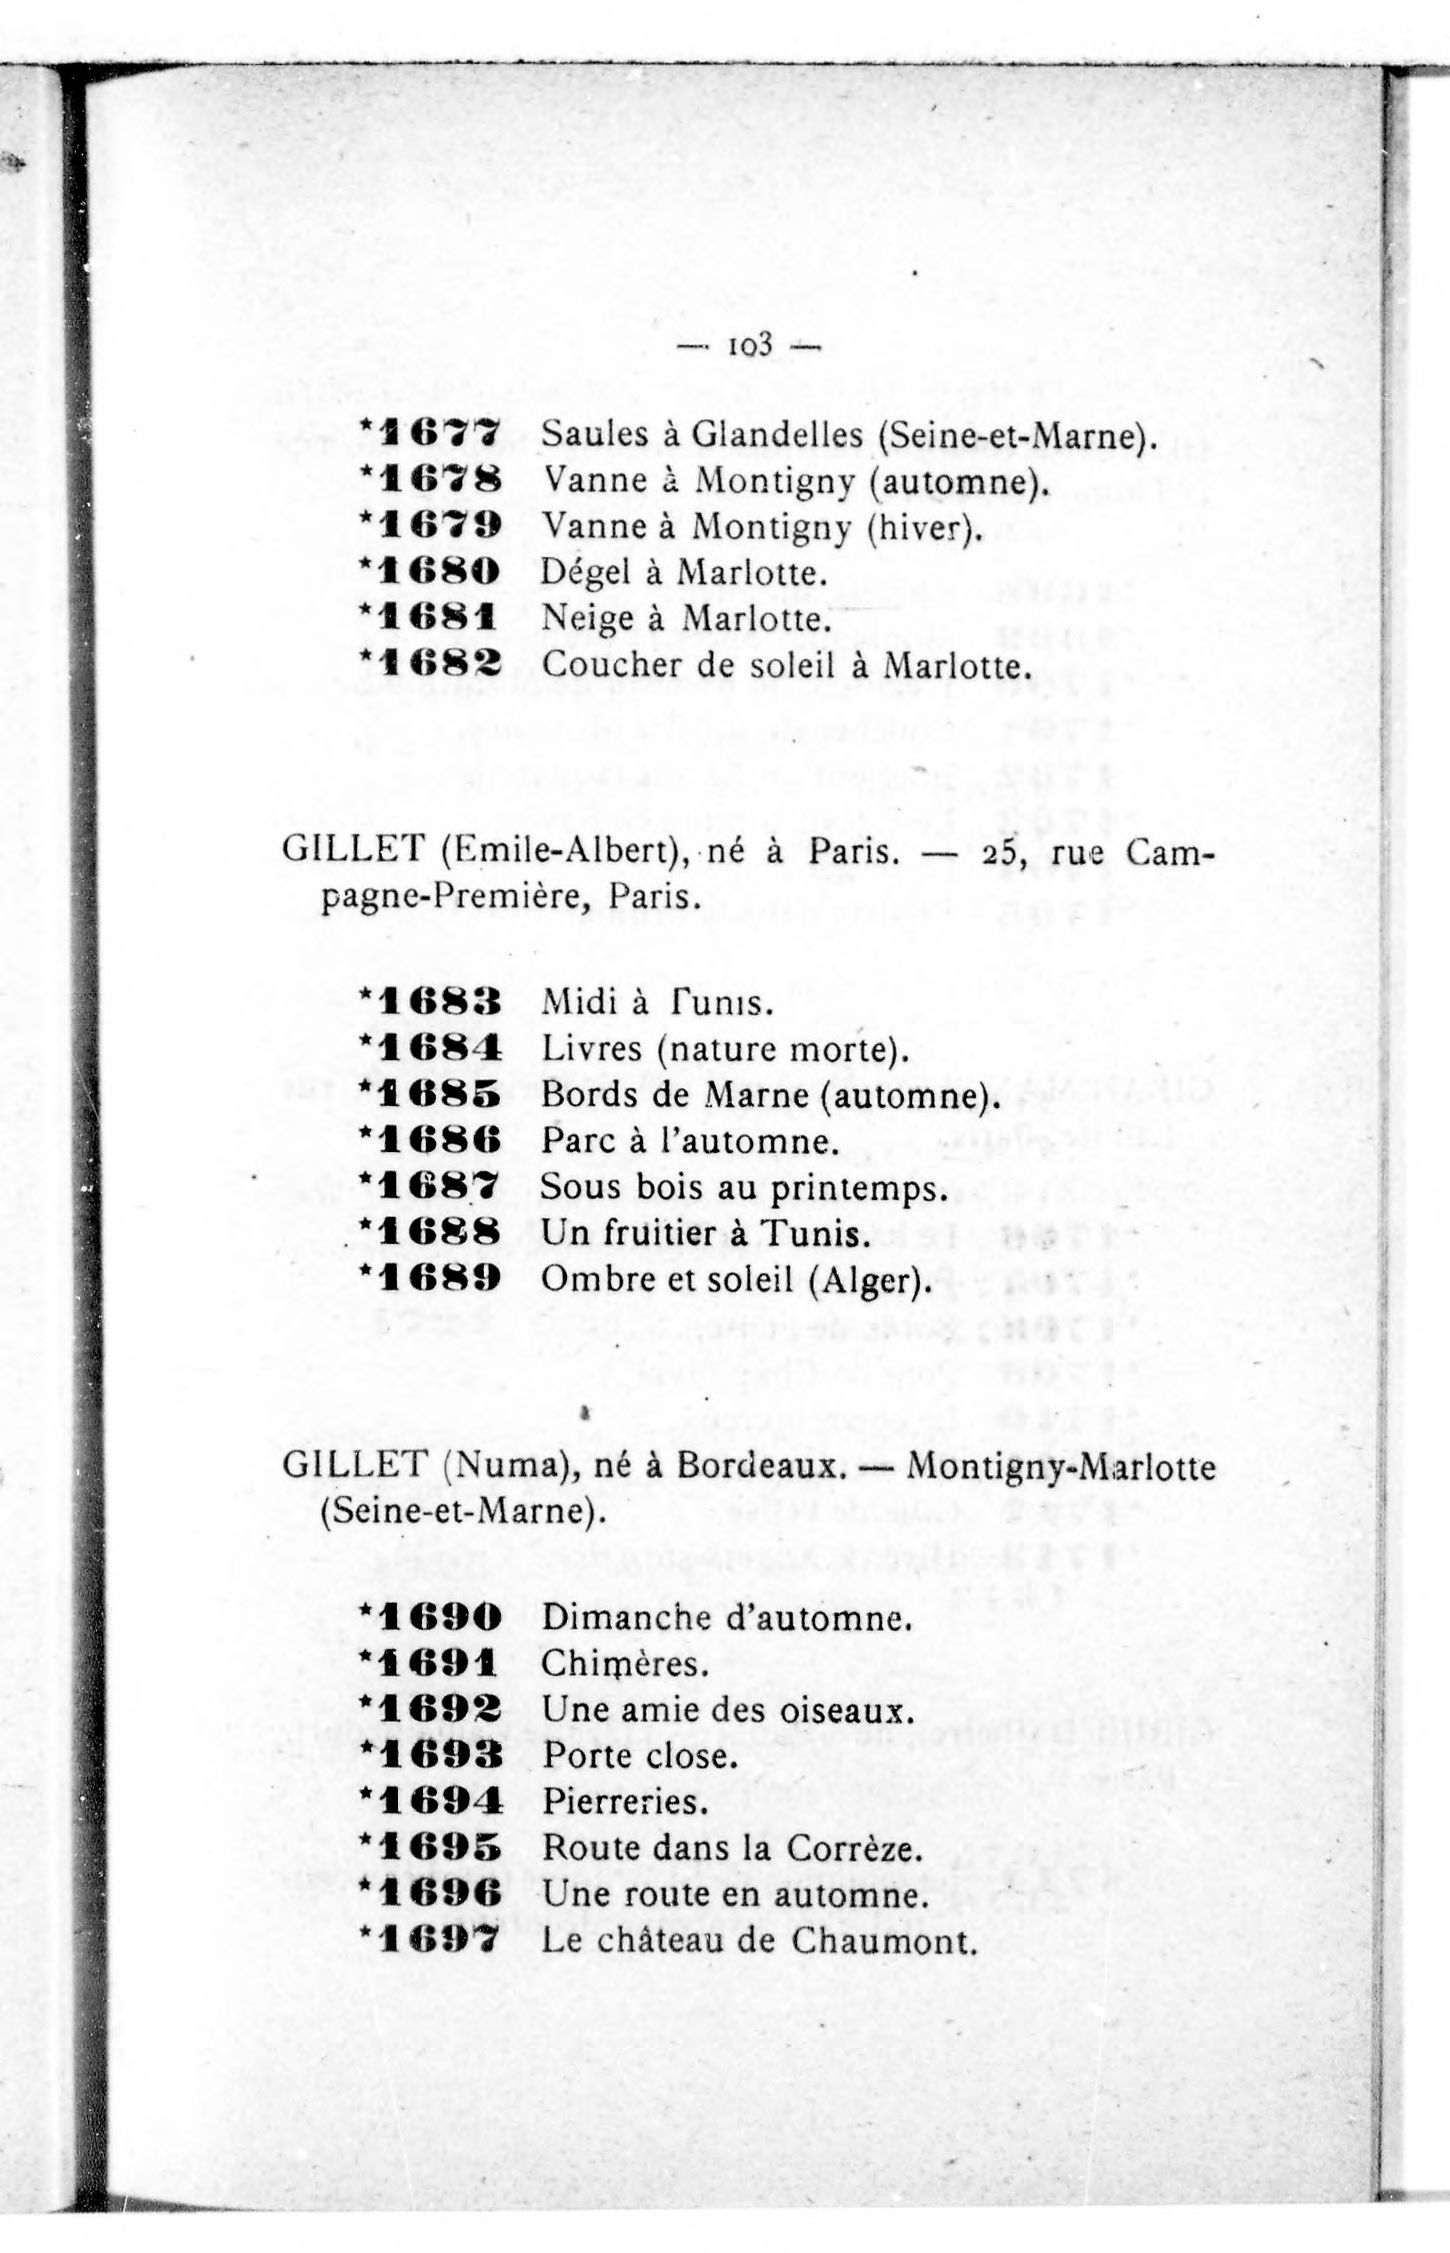 — 103 —
*1677 Saules à Glandelles (Seine-et-Marne).
*1678 Vanne à Montigny (automne).
*1679 Vanne à Montigny (hiver).
*1680 Dégel à Marlotte.
*1681 Neige à Marlotte.
*1682 Coucher de soleil à Marlotte.
GILLET (Emile-Albert), né à Paris. — 25, rue Cam-
pagne-Première, Paris.
*1683 Midi à Tunis.
*1684 Livres (nature morte).
*1685 Bords de Marne (automne).
*1686 Parc à l'automne.
*1687 Sous bois au printemps.
*1688 Un fruitier à Tunis.
*1689 Ombre et soleil (Alger).
GILLET (Numa), né à Bordeaux. — Montigny-Marlotte
(Seine-et-Marne).
*1690 Dimanche d'automne.
*1691 Chimères.
*1692 Une amie des oiseaux.
*1693 Porte close.
*1694 Pierreries.
*1695 Route dans la Corrèze.
*1696 Une route en automne.
*1697 Le château de Chaumont.